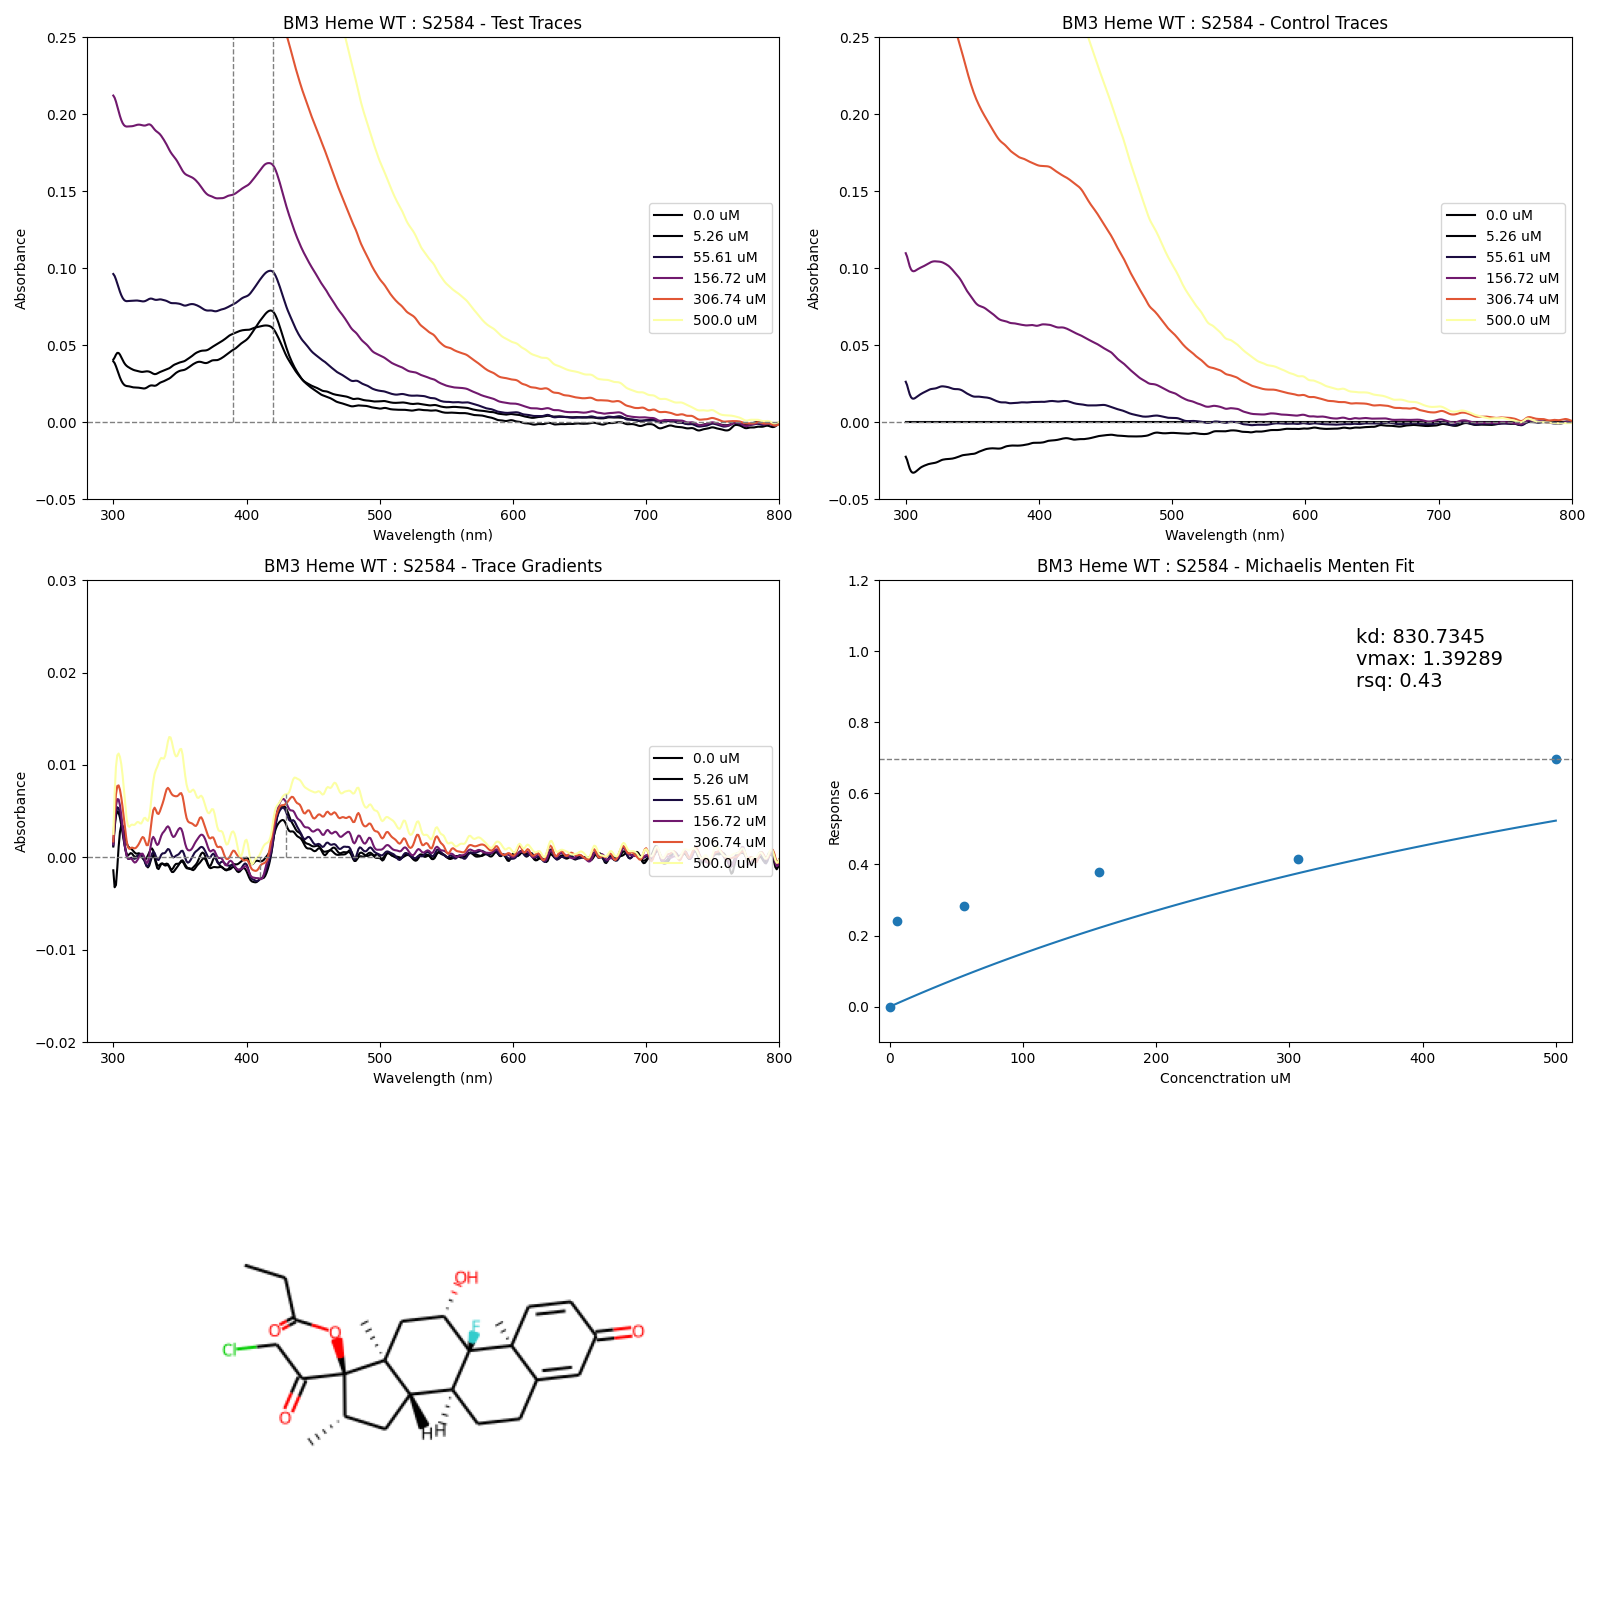 BM3 Heme WT : S2584 - Test Traces
0.25
0.20
0.15
0.10
0.05
0.00
−0.05
Absorbance
300 400 500 600 700 800
Wavelength (nm)
0.0 uM
5.26 uM
55.61 uM
156.72 uM
306.74 uM
500.0 uM
BM3 Heme WT : S2584 - Control Traces
0.25
0.20
0.15
0.10
0.05
0.00
−0.05
Absorbance
300 400 500 600 700 800
Wavelength (nm)
0.0 uM
5.26 uM
55.61 uM
156.72 uM
306.74 uM
500.0 uM
BM3 Heme WT : S2584 - Trace Gradients
0.03
0.02
0.01
0.00
−0.01
−0.02
Absorbance
300 400 500 600 700 800
Wavelength (nm)
0.0 uM
5.26 uM
55.61 uM
156.72 uM
306.74 uM
500.0 uM
BM3 Heme WT : S2584 - Michaelis Menten Fit
1.2
1.0
0.8
0.6
0.4
0.2
0.0
Response
0 100 200 300 400 500
Concenctration uM
kd: 830.7345
vmax: 1.39289
rsq: 0.43
OH
F
O
O
O
Cl
O
H
H